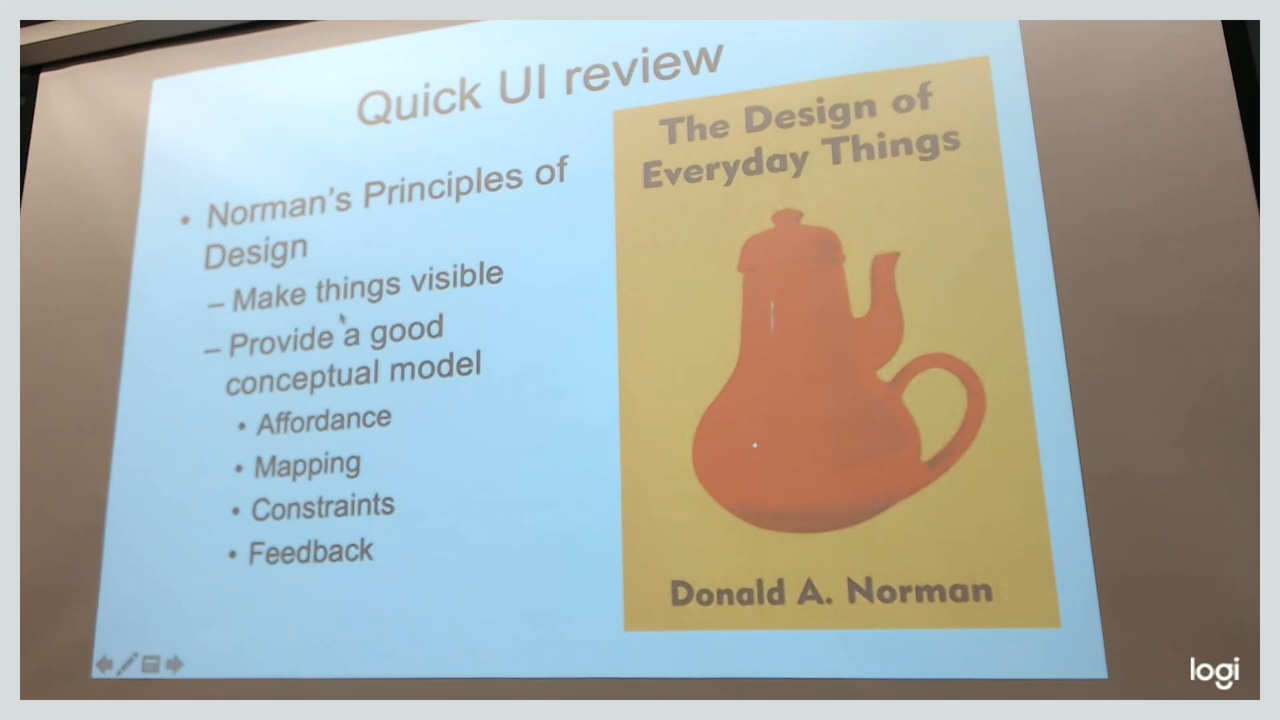 Quick UI review
• Norman's Principles of
Design
– Make things visible
– Provide a good
conceptual model
• Affordance
• Mapping
• Constraints
• Feedback
The Design of
Everyday Things
Donald A. Norman
logi